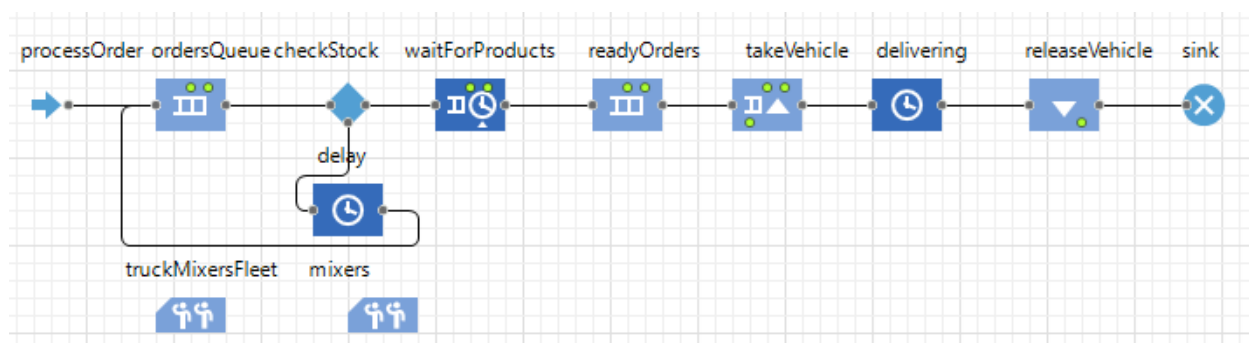 processOrder ordersQueue checkStock waitForProducts readyOrders takeVehicle delivering releaseVehicle sink
delay
truckMixersFleet mixers